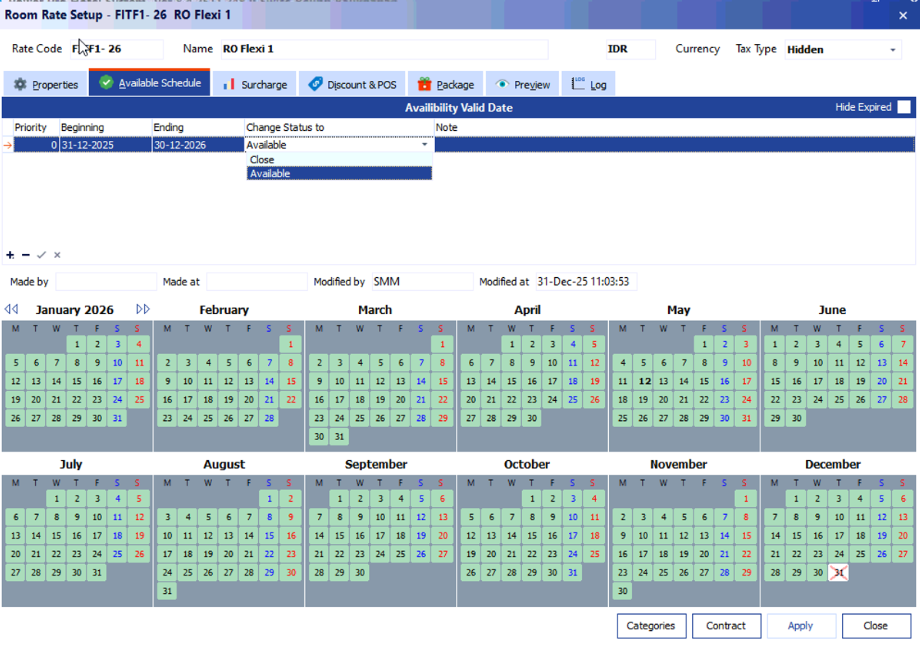 Room Rate Setup - FITF1- 26 RO Flexi 1
Rate Code F F1- 26 Name RO Flexi 1 IDR Currency Tax Type Hidden
Properties Available Schedule Surcharge Discount & POS Package Preview Log
Availibility Valid Date Hide Expired
Priority Beginning Ending Change Status to Note
0 31-12-2025 30-12-2026 Available
Close
Available
Made by Made at Modified by SMM Modified at 31-Dec-25 11:03:53
January 2026 February March April May June
M T W T F S S M T W T F S S M T W T F S S M T W T F S S M T W T F S S M T W T F S S
1 2 3 4 1 1 1 2 3 4 5 1 2 3 1 2 3 4 5 6 7
5 6 7 8 9 10 11 2 3 4 5 6 7 8 2 3 4 5 6 7 8 6 7 8 9 10 11 12 4 5 6 7 8 9 10 8 9 10 11 12 13 14
12 13 14 15 16 17 18 9 10 11 12 13 14 15 9 10 11 12 13 14 15 13 14 15 16 17 18 19 11 12 13 14 15 16 17 15 16 17 18 19 20 21
19 20 21 22 23 24 25 16 17 18 19 20 21 22 16 17 18 19 20 21 22 20 21 22 23 24 25 26 18 19 20 21 22 23 24 22 23 24 25 26 27 28
26 27 28 29 30 31 23 24 25 26 27 28 23 24 25 26 27 28 29 27 28 29 30 25 26 27 28 29 30 31 29 30
30 31
July August September October November December
M T W T F S S M T W T F S S M T W T F S S M T W T F S S M T W T F S S M T W T F S S
1 2 3 4 5 1 2 1 2 3 4 5 6 1 2 3 4 1 1 2 3 4 5 6
6 7 8 9 10 11 12 3 4 5 6 7 8 9 7 8 9 10 11 12 13 5 6 7 8 9 10 11 2 3 4 5 6 7 8 7 8 9 10 11 12 13
13 14 15 16 17 18 19 10 11 12 13 14 15 16 14 15 16 17 18 19 20 12 13 14 15 16 17 18 9 10 11 12 13 14 15 14 15 16 17 18 19 20
20 21 22 23 24 25 26 17 18 19 20 21 22 23 21 22 23 24 25 26 27 19 20 21 22 23 24 25 16 17 18 19 20 21 22 21 22 23 24 25 26 27
27 28 29 30 31 24 25 26 27 28 29 30 28 29 30 26 27 28 29 30 31 23 24 25 26 27 28 29 28 29 30 31
31 30
Categories Contract Apply Close